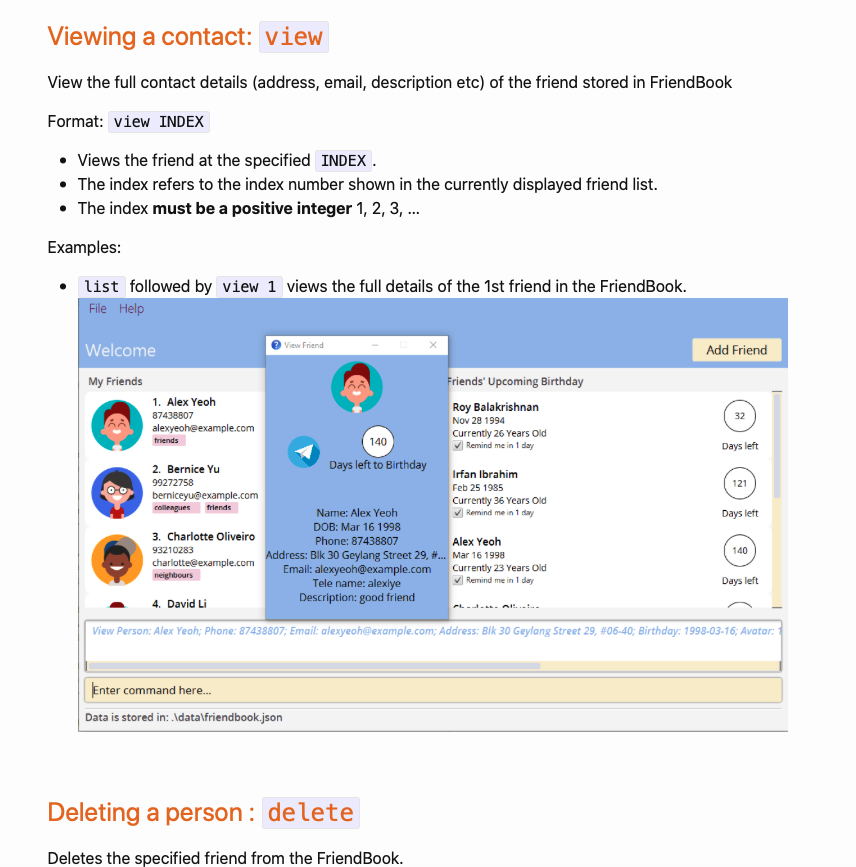 Viewing a contact: view
View the full contact details (address, email, description etc) of the friend stored in FriendBook
Format: view INDEX
Views the friend at the specified INDEX.
The index refers to the index number shown in the currently displayed friend list.
The index must be a positive integer 1, 2, 3, ...
Examples:
list followed by view 1 views the full details of the 1st friend in the FriendBook.
File Help
Welcome
Add Friend
My Friends
1. Alex Yeoh
87438807
alexyeoh@example.com
friends
2. Bernice Yu
99272758
berniceyu@example.com
colleagues friends
3. Charlotte Oliveiro
93210283
charlotte@example.com
neighbours
4. David Li
View Friend
140
Days left to Birthday
Name: Alex Yeoh
DOB: Mar 16 1998
Phone: 87438807
Address: Blk 30 Geylang Street 29, #...
Email: alexyeoh@example.com
Tele name: alexiye
Description: good friend
Friends' Upcoming Birthday
Roy Balakrishnan
Nov 28 1994
Currently 26 Years Old
Remind me in 1 day
32
Days left
Irfan Ibrahim
Feb 25 1985
Currently 36 Years Old
Remind me in 1 day
121
Days left
Alex Yeoh
Mar 16 1998
Currently 23 Years Old
Remind me in 1 day
140
Days left
View Person: Alex Yeoh; Phone: 87438807; Email: alexyeoh@example.com; Address: Blk 30 Geylang Street 29, #06-40; Birthday: 1998-03-16; Avatar: 1
Enter command here...
Data is stored in: .\data\friendbook.json
Deleting a person : delete
Deletes the specified friend from the FriendBook.